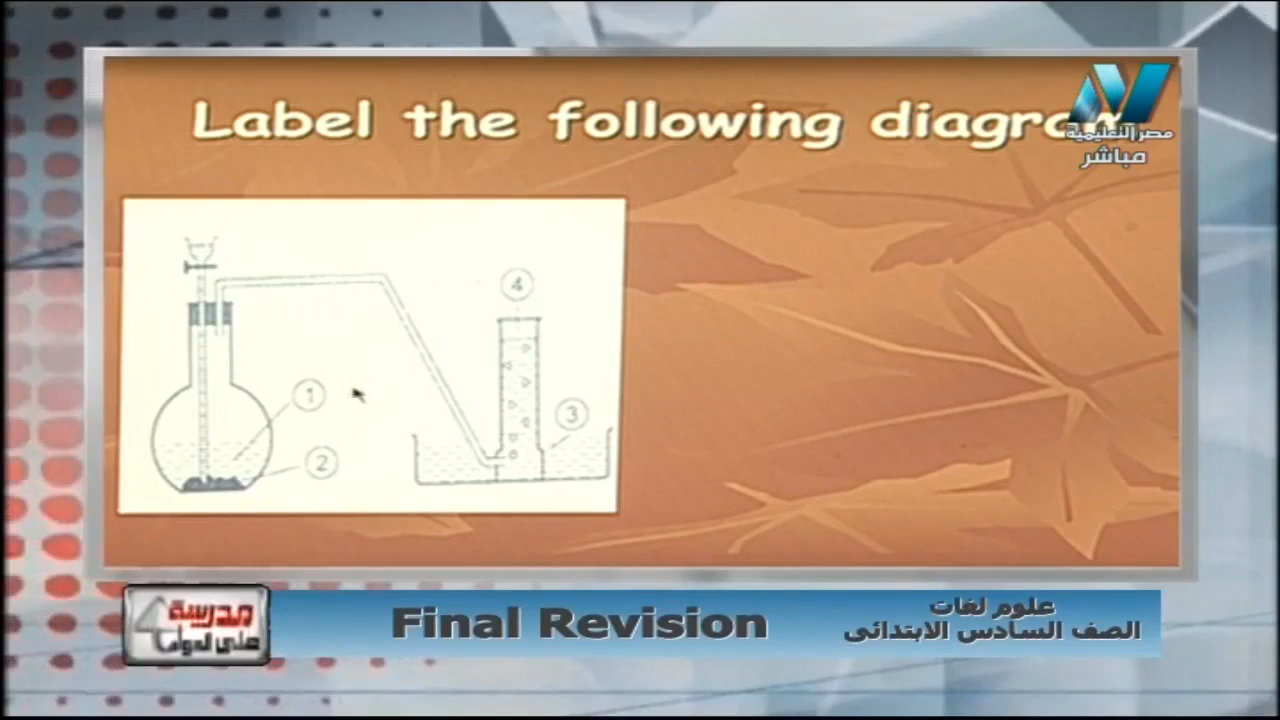 Label the following diagram
مصر التعليمية
مباشر
4
1
3
2
مدرسة
على الهواء
Final Revision
علوم لغات
الصف السادس الابتدائى